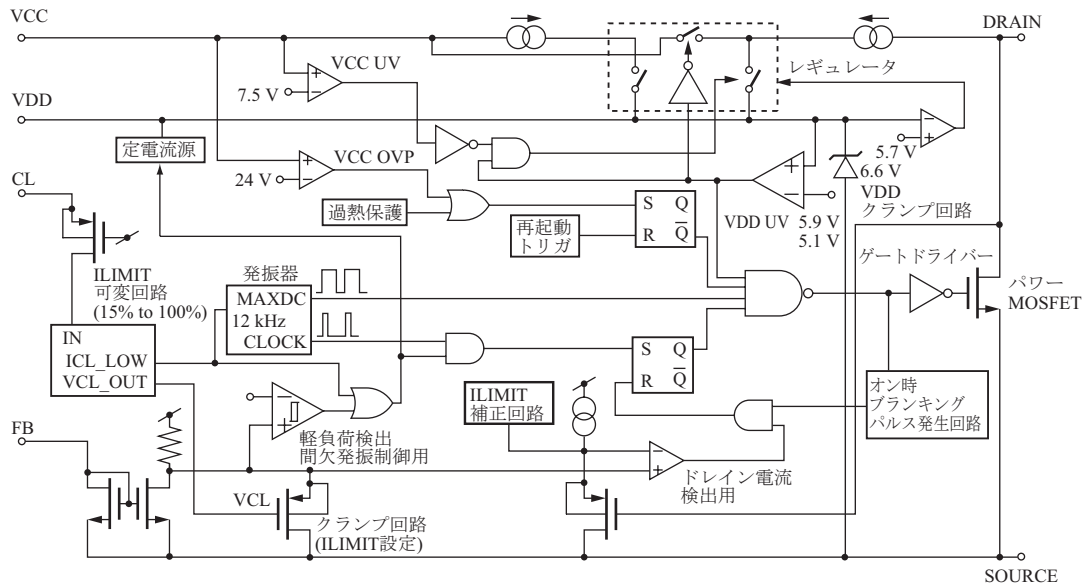 VCC
DRAIN
VCC UV
7.5 V
レギュレータ
VDD
定電流源
VCC OVP
24 V
5.7 V
6.6 V
VDD
クランプ回路
CL
過熱保護
再起動
トリガ
S Q
R Q
VDD UV
5.9 V
5.1 V
ゲートドライバー
パワー
MOSFET
ILIMIT
可変回路
(15% to 100%)
発振器
MAXDC
12 kHz
CLOCK
IN
ICL_LOW
VCL_OUT
S Q
R Q
ILIMIT
補正回路
オン時
ブランキング
パルス発生回路
FB
軽負荷検出
間欠発振制御用
ドレイン電流
検出用
VCL
クランプ回路
(ILIMIT設定)
SOURCE